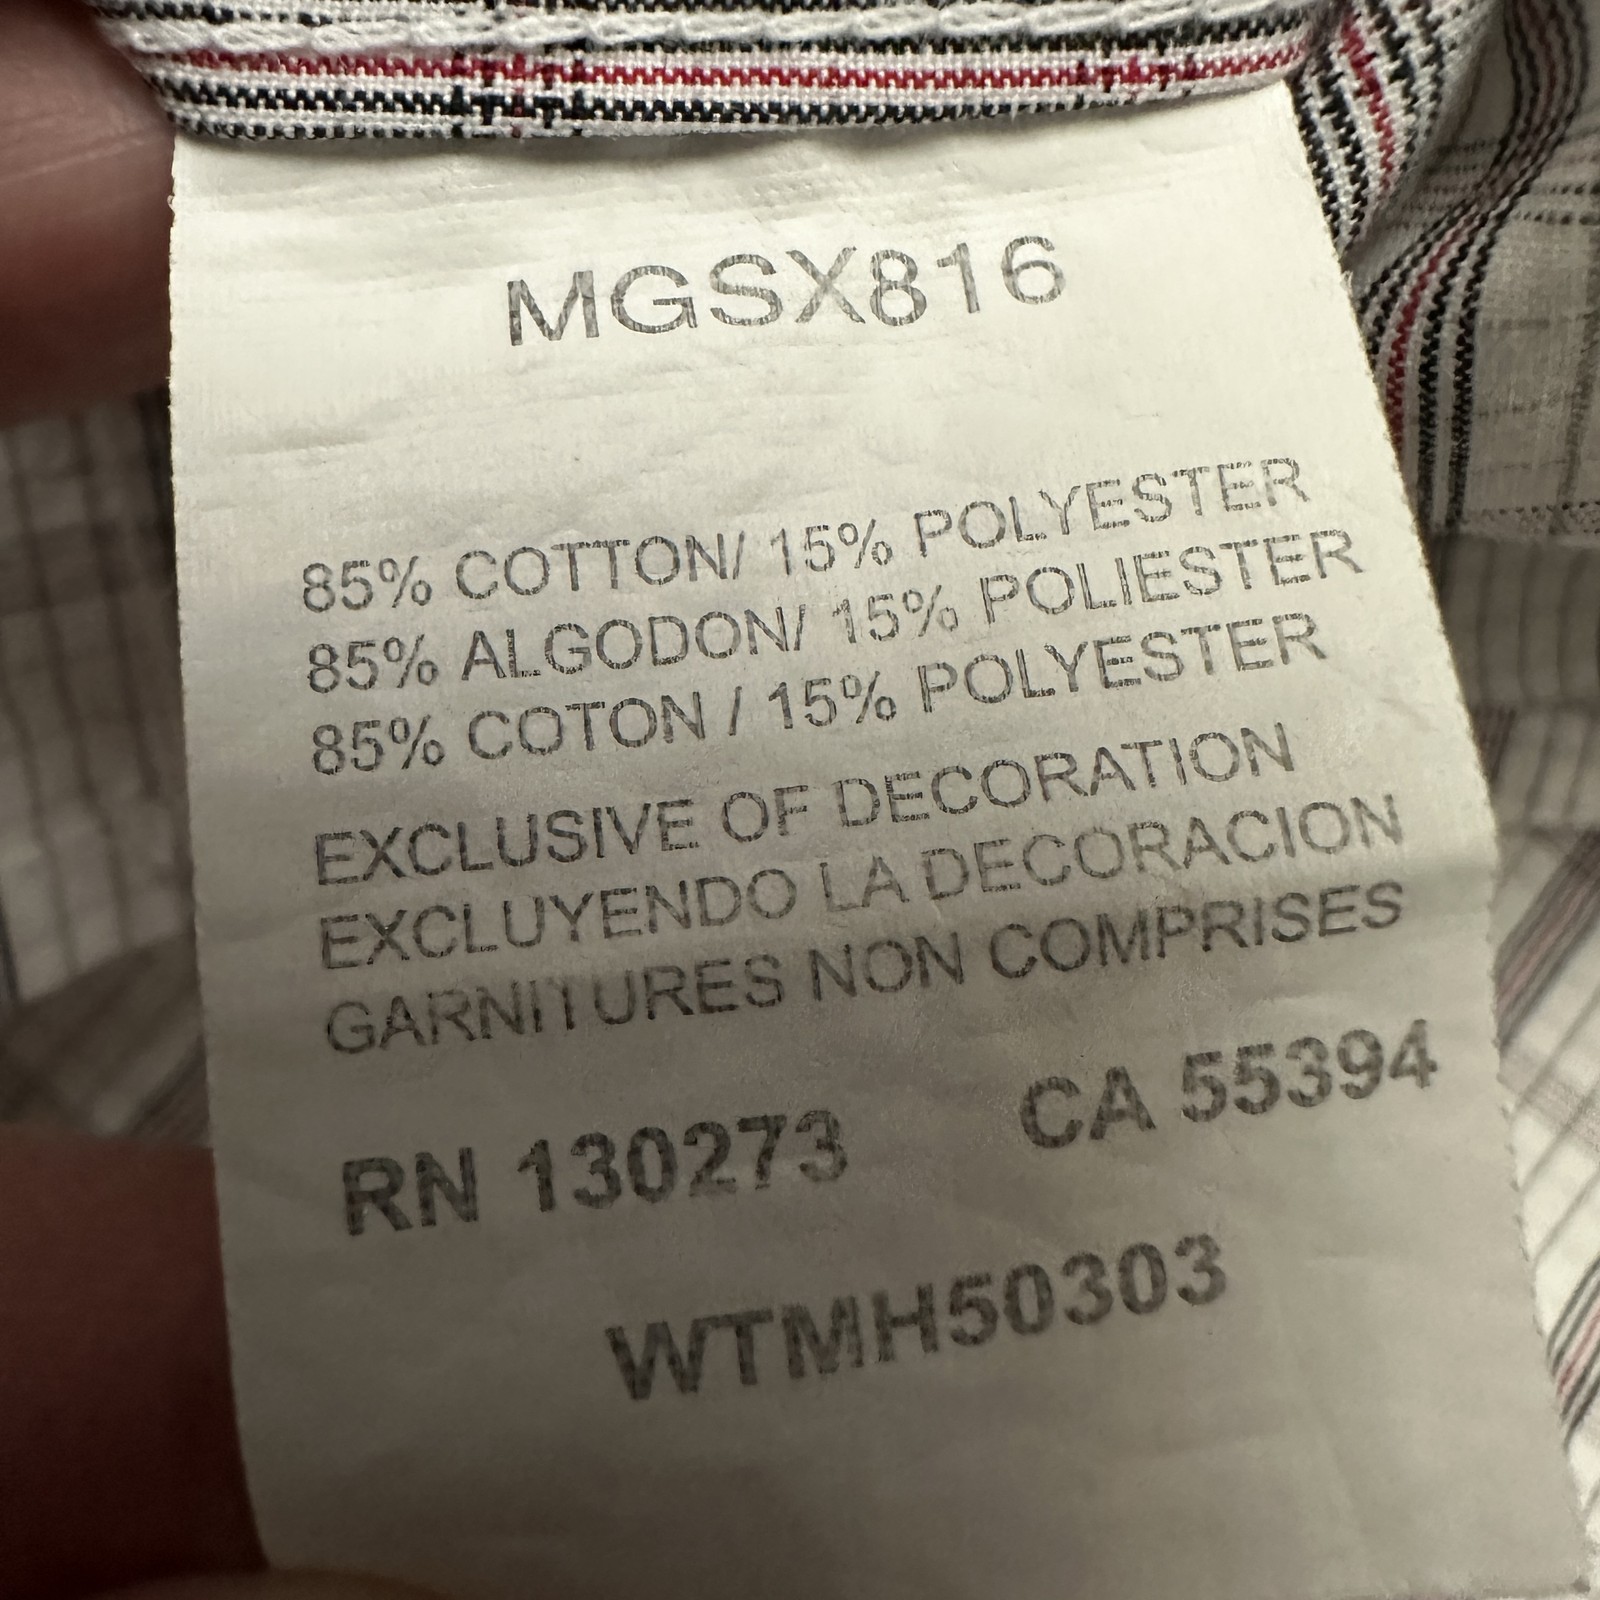 MGSX816
85% COTTON/ 15% POLYESTER
85% ALGODON/ 15% POLIESTER
85% COTON / 15% POLYESTER
EXCLUSIVE OF DECORATION
EXCLUYENDO LA DECORACION
GARNITURES NON COMPRISES
RN 130273 CA 55394
WTMH50303